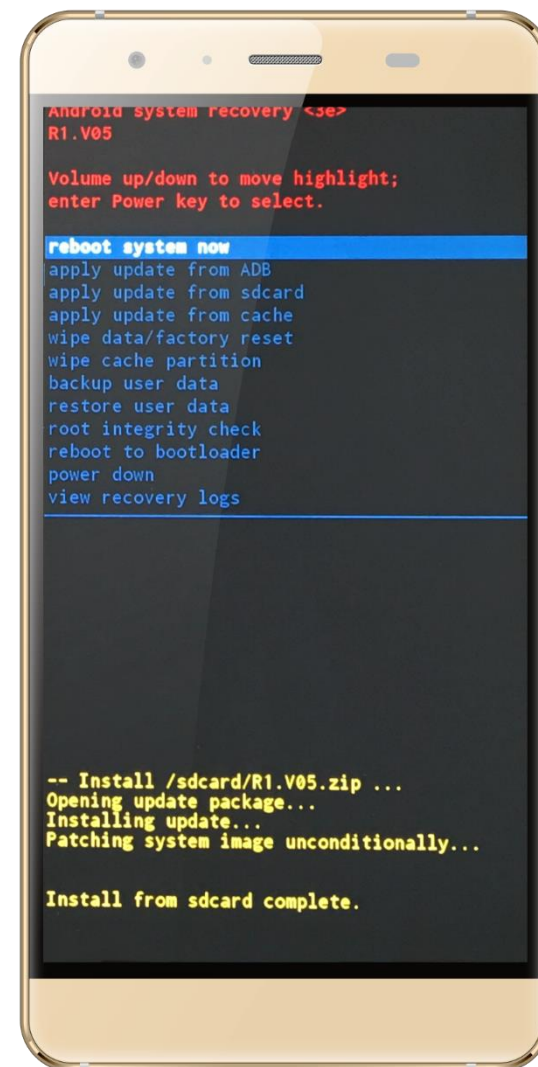 Android system recovery <3e>
R1.V05
Volume up/down to move highlight;
enter Power key to select.
reboot system now
apply update from ADB
apply update from sdcard
apply update from cache
wipe data/factory reset
wipe cache partition
backup user data
restore user data
root integrity check
reboot to bootloader
power down
view recovery logs
-- Install /sdcard/R1.V05.zip ...
Opening update package...
Installing update...
Patching system image unconditionally...
Install from sdcard complete.